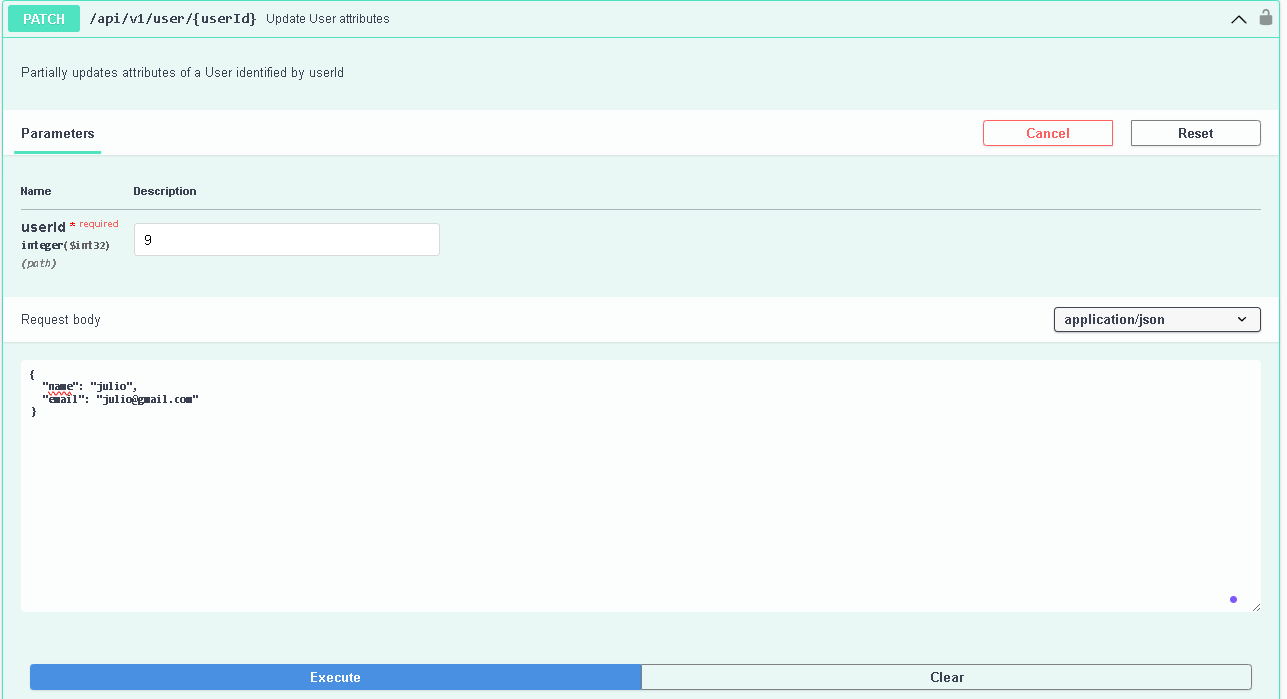 PATCH /api/v1/user/{userId} Update User attributes
Partially updates attributes of a User identified by userId
Parameters
Cancel Reset
Name Description
userId * required
integer($int32)
(path)
9
Request body
application/json
{
"name": "julio",
"email": "julio@gmail.com"
}
Execute Clear